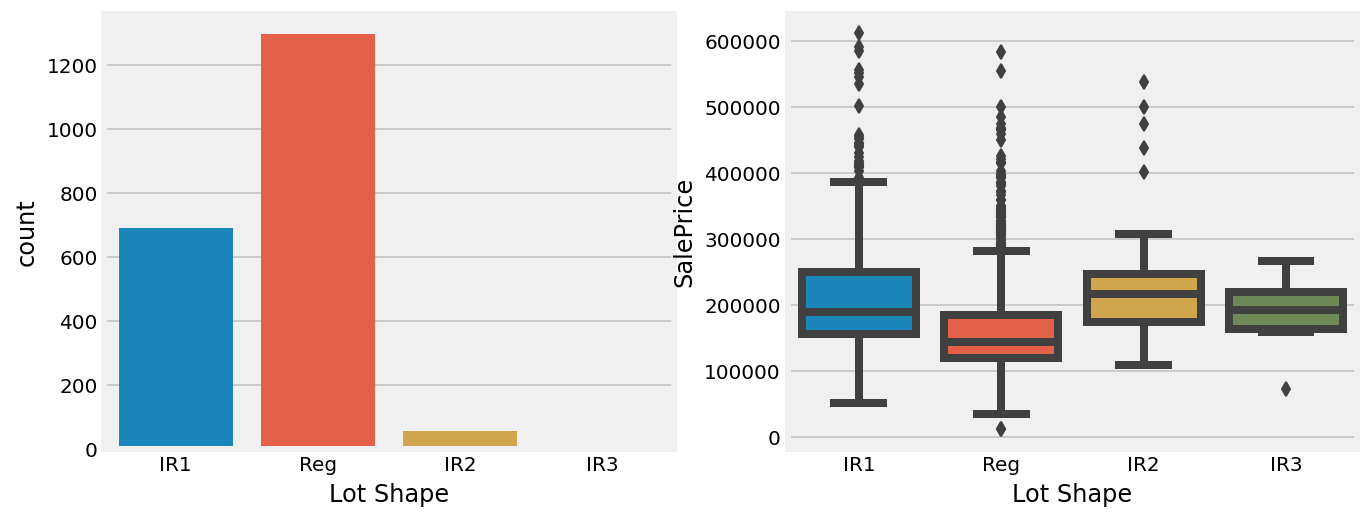 count
1200
1000
800
600
400
200
0
IR1 Reg IR2 IR3
Lot Shape
SalePrice
600000
500000
400000
300000
200000
100000
0
IR1 Reg IR2 IR3
Lot Shape